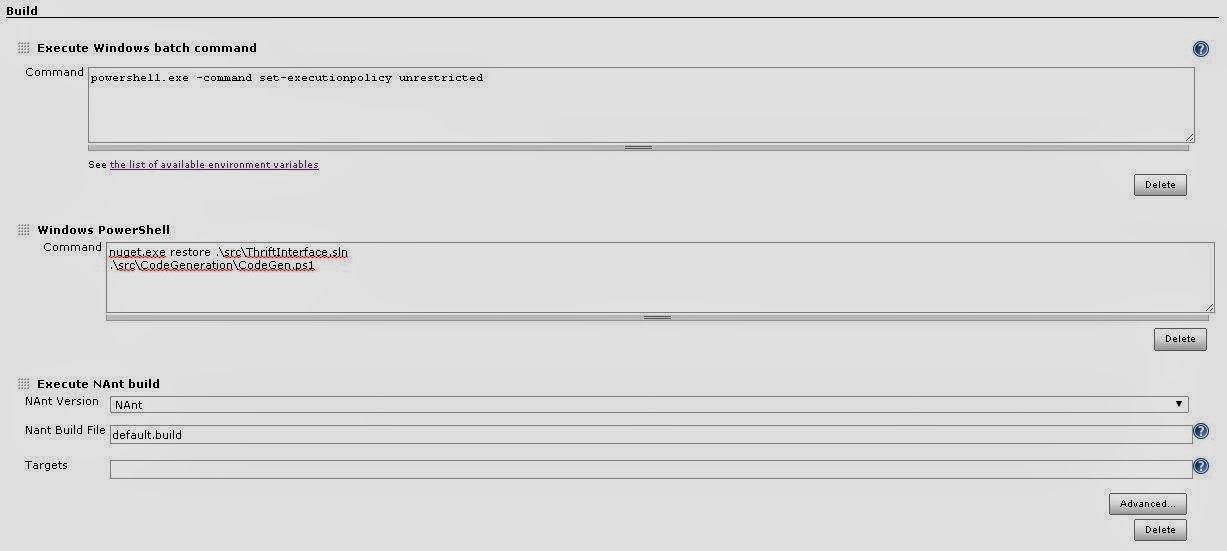 Build
Execute Windows batch command
Command
powershell.exe -command set-executionpolicy unrestricted
See the list of available environment variables
Delete
Windows PowerShell
Command
nuget.exe restore .\src\ThriftInterface.sln
.\src\CodeGeneration\CodeGen.ps1
Delete
Execute NAnt build
NAnt Version NAnt
Nant Build File default.build
Targets
Advanced...
Delete